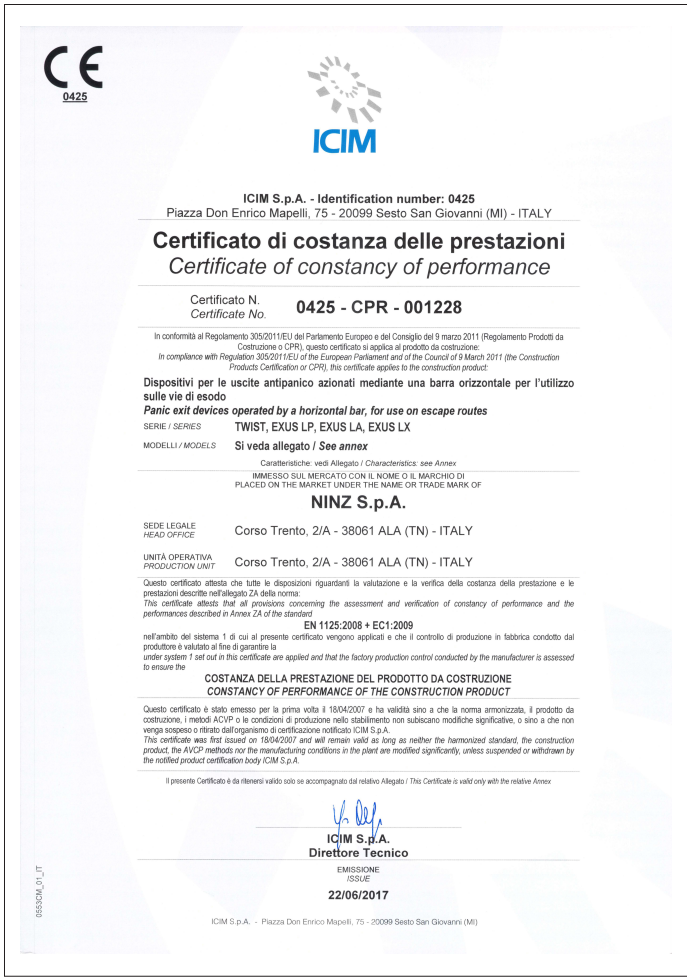 CE
0425
ICIM
ICIM S.p.A. - Identification number: 0425
Piazza Don Enrico Mapelli, 75 - 20099 Sesto San Giovanni (MI) - ITALY
Certificato di costanza delle prestazioni
Certificate of constancy of performance
Certificato N.
Certificate No.
0425 - CPR - 001228
In conformità al Regolamento 305/2011/EU del Parlamento Europeo e del Consiglio del 9 marzo 2011 (Regolamento Prodotti da
Costruzione o CPR), questo certificato si applica al prodotto da costruzione:
In compliance with Regulation 305/2011/EU of the European Parliament and of the Council of 9 March 2011 (the Construction
Products Certification or CPR), this certificate applies to the construction product:
Dispositivi per le uscite antipanico azionati mediante una barra orizzontale per l'utilizzo
sulle vie di esodo
Panic exit devices operated by a horizontal bar, for use on escape routes
SERIE / SERIES TWIST, EXUS LP, EXUS LA, EXUS LX
MODELLI / MODELS Si veda allegato / See annex
Caratteristiche: vedi Allegato / Characteristics: see Annex
IMMESSO SUL MERCATO CON IL NOME O IL MARCHIO DI
PLACED ON THE MARKET UNDER THE NAME OR TRADE MARK OF
NINZ S.p.A.
SEDE LEGALE
HEAD OFFICE
Corso Trento, 2/A - 38061 ALA (TN) - ITALY
UNITÀ OPERATIVA
PRODUCTION UNIT
Corso Trento, 2/A - 38061 ALA (TN) - ITALY
Questo certificato attesta che tutte le disposizioni riguardanti la valutazione e la verifica della costanza della prestazione e le
prestazioni descritte nell'allegato ZA della norma:
This certificate attests that all provisions concerning the assessment and verification of constancy of performance and the
performances described in Annex ZA of the standard
EN 1125:2008 + EC1:2009
nell'ambito del sistema 1 di cui al presente certificato vengono applicati e che il controllo di produzione in fabbrica condotto dal
produttore è valutato al fine di garantire la
under system 1 set out in this certificate are applied and that the factory production control conducted by the manufacturer is assessed
to ensure the
COSTANZA DELLA PRESTAZIONE DEL PRODOTTO DA COSTRUZIONE
CONSTANCY OF PERFORMANCE OF THE CONSTRUCTION PRODUCT
Questo certificato è stato emesso per la prima volta il 18/04/2007 e ha validità sino a che la norma armonizzata, il prodotto da
costruzione, i metodi ACVP o le condizioni di produzione nello stabilimento non subiscano modifiche significative, o sino a che non
venga sospeso o ritirato dall'organismo di certificazione notificato ICIM S.p.A.
This certificate was first issued on 18/04/2007 and will remain valid as long as neither the harmonized standard, the construction
product, the AVCP methods nor the manufacturing conditions in the plant are modified significantly, unless suspended or withdrawn by
the notified product certification body ICIM S.p.A.
Il presente Certificato è da ritenersi valido solo se accompagnato dal relativo Allegato / This Certificate is valid only with the relative Annex
ICIM S.p.A.
Direttore Tecnico
EMISSIONE
ISSUE
22/06/2017
0553CM_01_IT
ICIM S.p.A. - Piazza Don Enrico Mapelli, 75 - 20099 Sesto San Giovanni (MI)